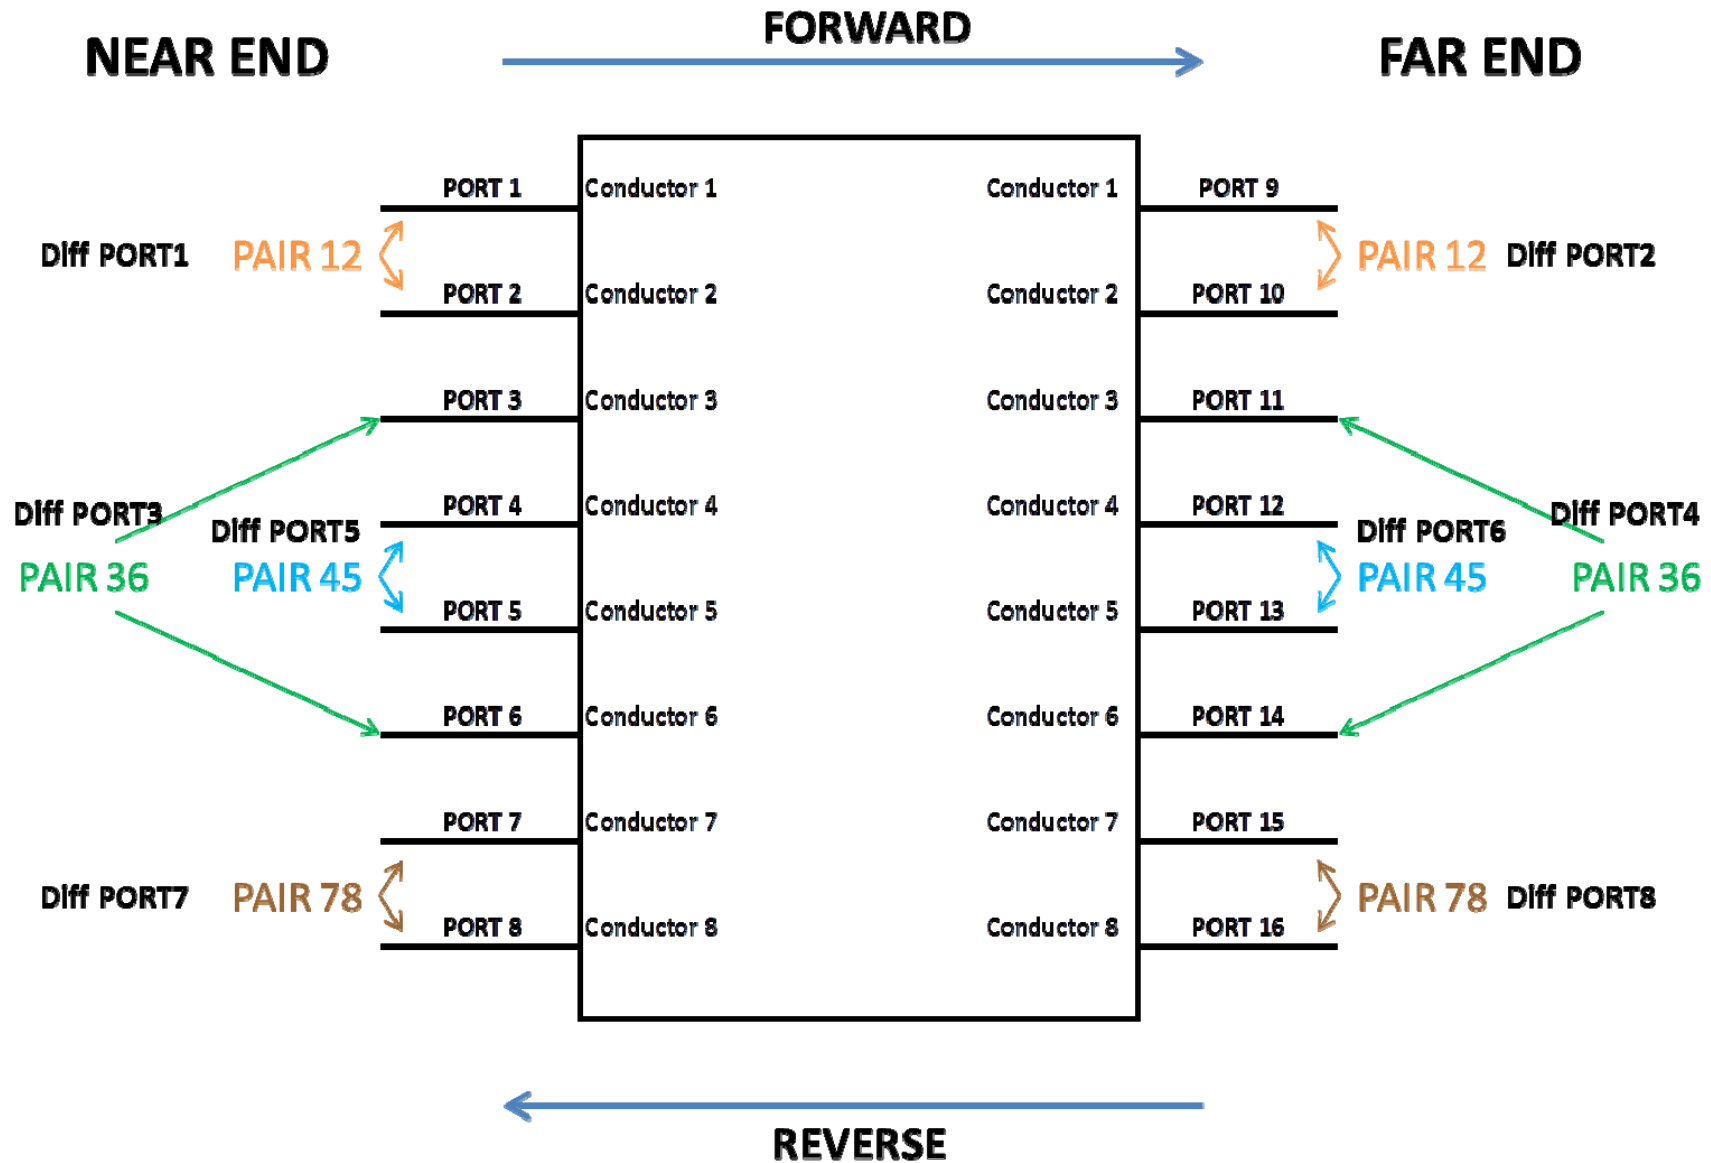 FORWARD
NEAR END
FAR END
PORT 1
Conductor 1
Conductor 1
PORT 9
Diff PORT1
PAIR 12
PAIR 12
Diff PORT2
PORT 2
Conductor 2
Conductor 2
PORT 10
PORT 3
Conductor 3
Conductor 3
PORT 11
PORT 4
Conductor 4
Conductor 4
PORT 12
Diff PORT3
Diff PORT5
Diff PORT6
Diff PORT4
PAIR 36
PAIR 45
PAIR 45
PAIR 36
PORT 5
Conductor 5
Conductor 5
PORT 13
PORT 6
Conductor 6
Conductor 6
PORT 14
PORT 7
Conductor 7
Conductor 7
PORT 15
Diff PORT7
PAIR 78
PAIR 78
Diff PORT8
PORT 8
Conductor 8
Conductor 8
PORT 16
REVERSE